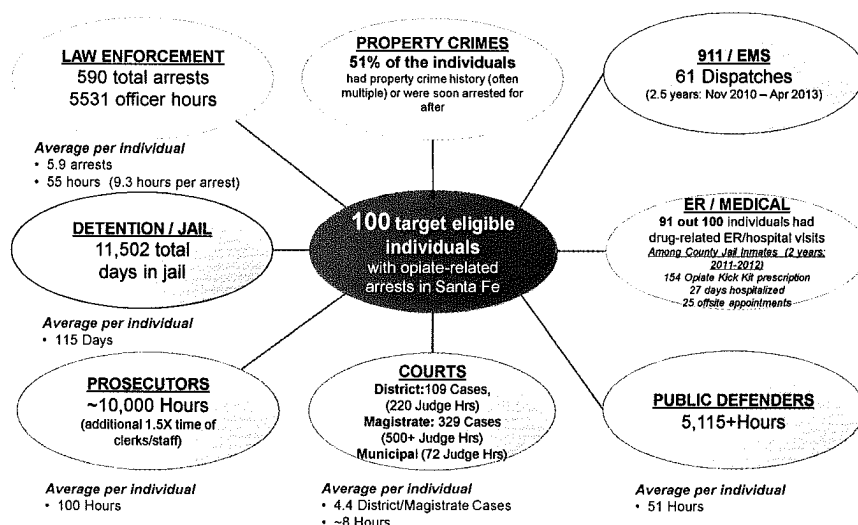 LAW ENFORCEMENT
590 total arrests
5531 officer hours
Average per individual
• 5.9 arrests
• 55 hours (9.3 hours per arrest)
PROPERTY CRIMES
51% of the individuals
had property crime history (often
multiple) or were soon arrested for
after
911 / EMS
61 Dispatches
(2.5 years: Nov 2010 – Apr 2013)
DETENTION / JAIL
11,502 total
days in jail
Average per individual
• 115 Days
100 target eligible
individuals
with opiate-related
arrests in Santa Fe
ER / MEDICAL
91 out 100 individuals had
drug-related ER/hospital visits
Among County Jail Inmates (2 years:
2011-2012)
154 Opiate Kick Kit prescription
27 days hospitalized
25 offsite appointments
PROSECUTORS
~10,000 Hours
(additional 1.5X time of
clerks/staff)
Average per individual
• 100 Hours
COURTS
District:109 Cases,
(220 Judge Hrs)
Magistrate: 329 Cases
(500+ Judge Hrs)
Municipal (72 Judge Hrs)
Average per individual
• 4.4 District/Magistrate Cases
• ~8 Hours
PUBLIC DEFENDERS
5,115+Hours
Average per individual
• 51 Hours